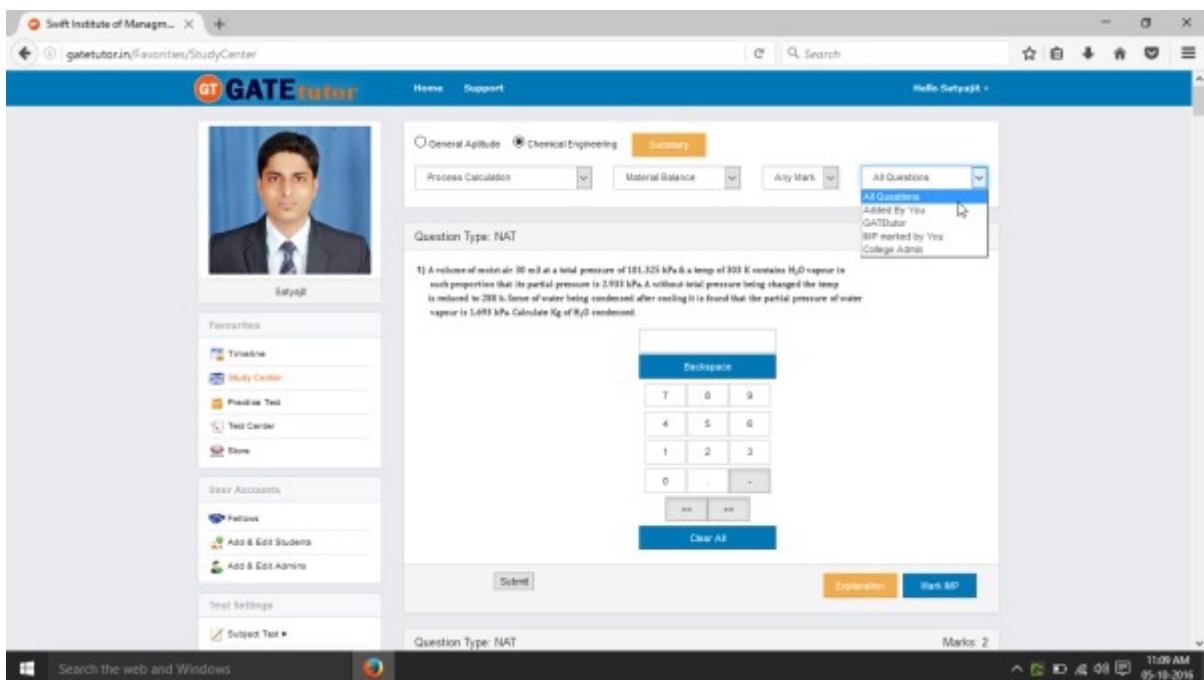 Swift Institute of Managm...
gatetutor.in/Favorities/StudyCenter
Search
GT GATEtutor
Home
Support
Hello Satyajit
General Aptitude
Chemical Engineering
Summary
Process Calculation
Material Balance
Any Mark
All Questions
All Questions
Added By You
GATEtutor
IMP marked by You
College Admin
Satyajit
Question Type: NAT
1) A volume of moist air 30 m3 at a total pressure of 101.325 kPa & a temp of 303 K contains H₂O vapour in
such proportion that its partial pressure is 2.933 kPa. A without total pressure being changed the temp
is reduced to 288 k. Some of water being condensed after cooling it is found that the partial pressure of water
vapour is 1.693 kPa. Calculate Kg of H₂O condensed.
Backspace
7 8 9
4 5 6
1 2 3
0 . -
Clear All
Submit
Explanation
Mark IMP
Question Type: NAT
Marks: 2
Favourites
Timeline
Study Center
Practise Test
Test Center
Store
User Accounts
Fellows
Add & Edit Students
Add & Edit Admins
Test Settings
Subject Test
Search the web and Windows
11:09 AM
05-10-2016